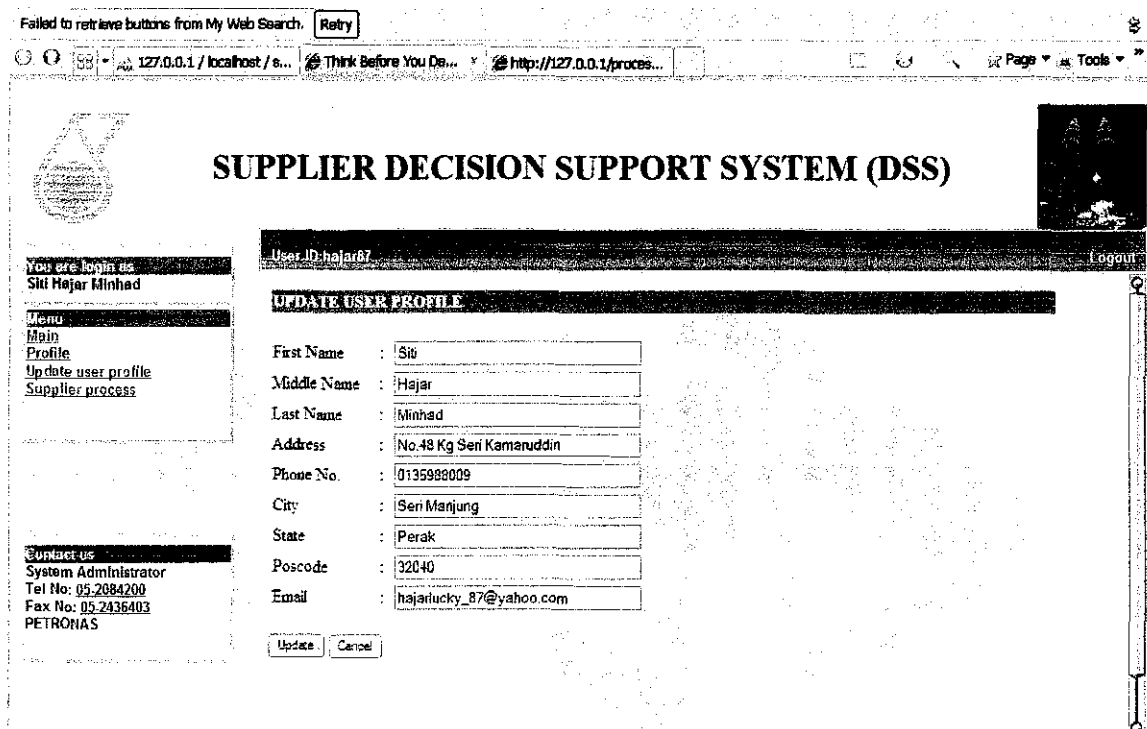 Failed to retrieve buttons from My Web Search. Retry
127.0.0.1 / localhost / s... Think Before You De... × http://127.0.0.1/proces... Page Tools »
SUPPLIER DECISION SUPPORT SYSTEM (DSS)
User ID:hajar87 Logout
You are login as
Siti Hajar Minhad
Menu
Main
Profile
Update user profile
Supplier process
UPDATE USER PROFILE
First Name : Siti
Middle Name : Hajar
Last Name : Minhad
Address : No.48 Kg Seri Kamaruddin
Phone No. : 0135988009
City : Seri Manjung
State : Perak
Poscode : 32040
Email : hajarlucky_87@yahoo.com
Update Cancel
Contact us
System Administrator
Tel No: 05-2084200
Fax No: 05-2436403
PETRONAS